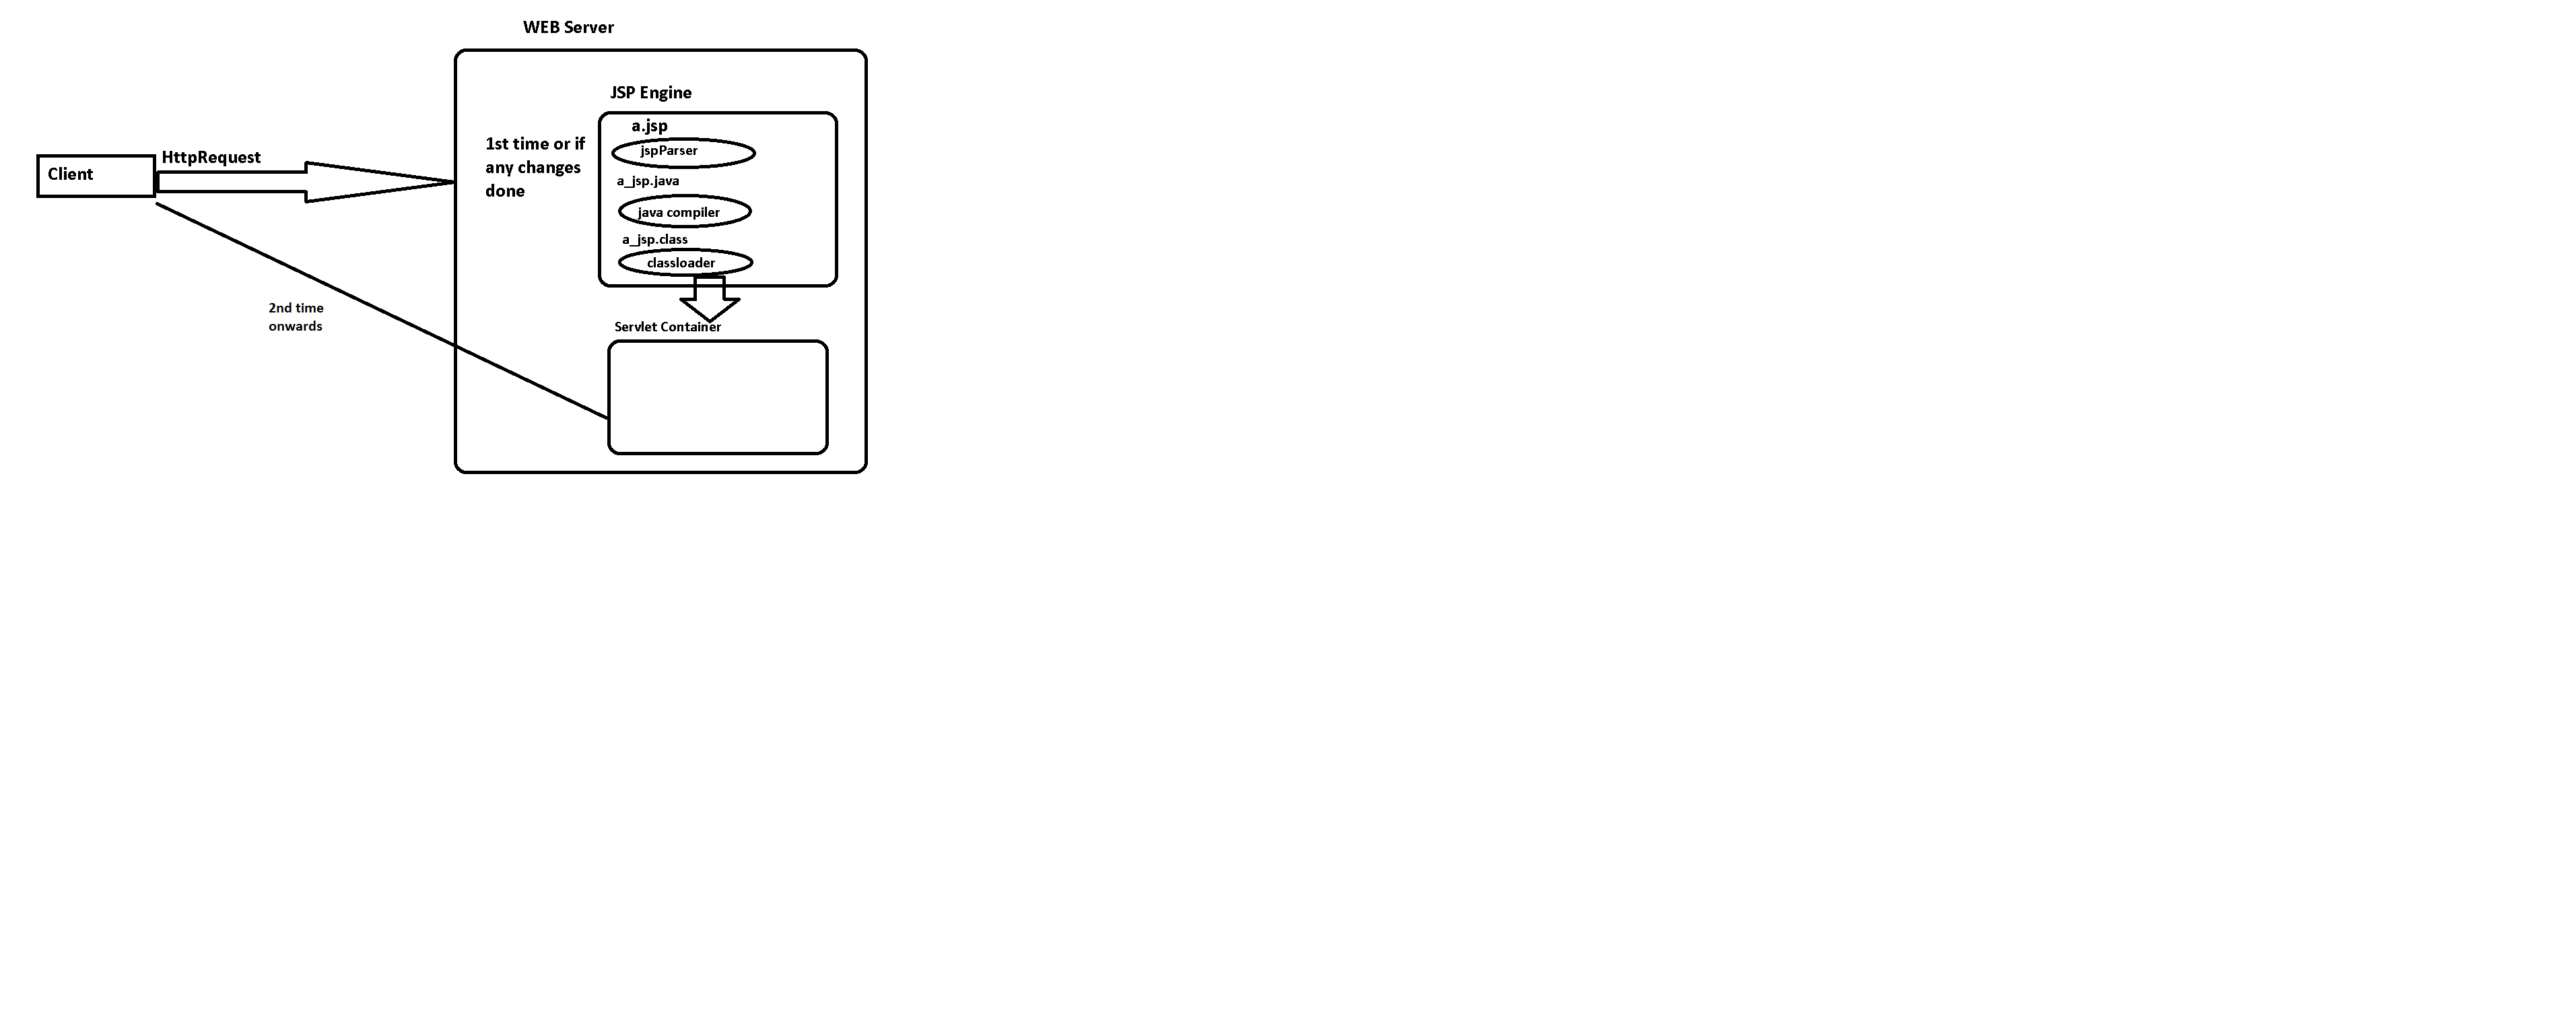 WEB Server
JSP Engine
a.jsp
jspParser
1st time or if
any changes
done
HttpRequest
Client
a_jsp.java
java compiler
a_jsp.class
classloader
2nd time
onwards
Servlet Container